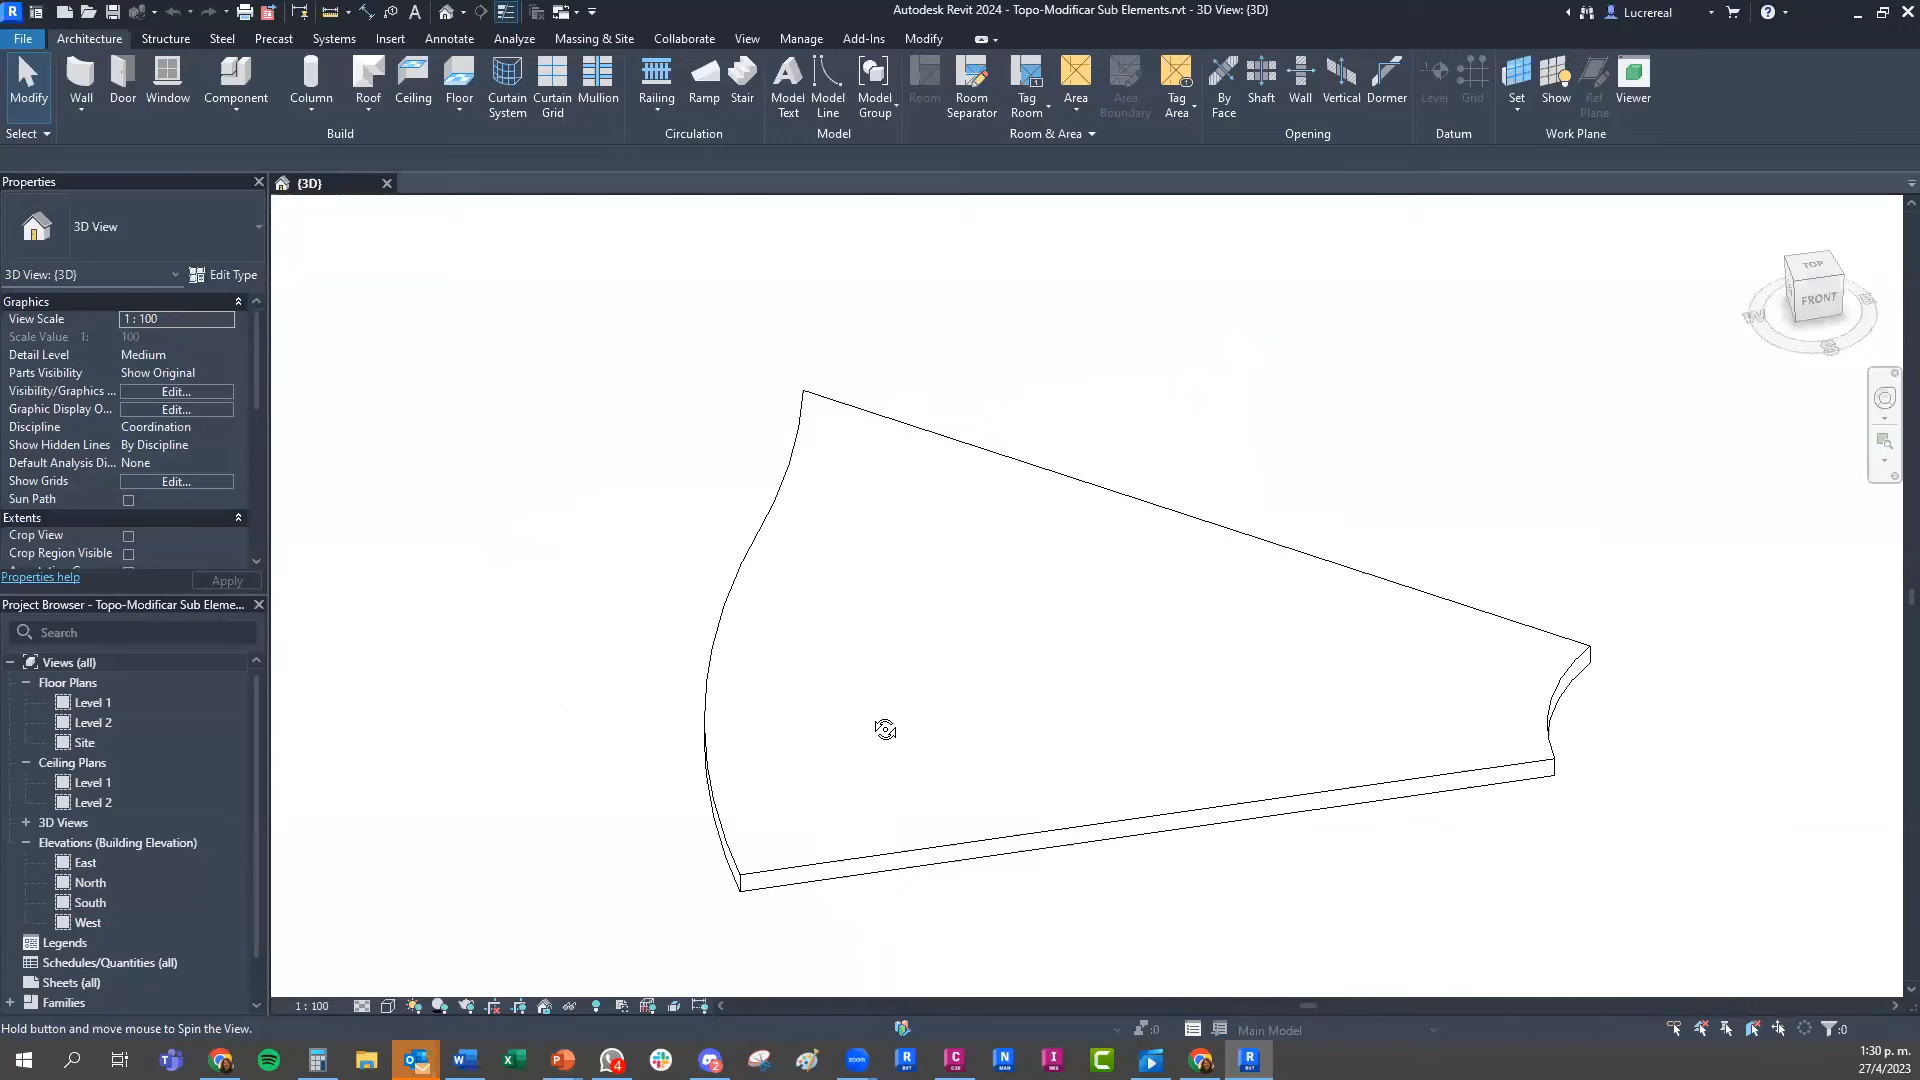 Autodesk Revit 2024 - Topo-Modificar Sub Elements.rvt - 3D View: {3D}
Lucrereal
File Architecture Structure Steel Precast Systems Insert Annotate Analyze Massing & Site Collaborate View Manage Add-Ins Modify
Modify
Wall
Door
Window
Component
Column
Roof
Ceiling
Floor
Curtain System
Curtain Grid
Mullion
Railing
Ramp
Stair
Model Text
Model Line
Model Group
Room
Room Separator
Tag Room
Area
Area Boundary
Tag Area
By Face
Shaft
Wall
Vertical
Dormer
Level
Grid
Set
Show
Ref Plane
Viewer
Select
Build
Circulation
Model
Room & Area
Opening
Datum
Work Plane
Properties
{3D}
3D View
3D View: {3D}
Edit Type
Graphics
View Scale 1 : 100
Scale Value 1: 100
Detail Level Medium
Parts Visibility Show Original
Visibility/Graphics ... Edit...
Graphic Display O... Edit...
Discipline Coordination
Show Hidden Lines By Discipline
Default Analysis Di... None
Show Grids Edit...
Sun Path
Extents
Crop View
Crop Region Visible
Properties help
Apply
Project Browser - Topo-Modificar Sub Eleme...
Search
Views (all)
Floor Plans
Level 1
Level 2
Site
Ceiling Plans
Level 1
Level 2
3D Views
Elevations (Building Elevation)
East
North
South
West
Legends
Schedules/Quantities (all)
Sheets (all)
Families
TOP
FRONT
W
S
1 : 100
Hold button and move mouse to Spin the View.
:0
Main Model
:0
4
2
1:30 p. m.
27/4/2023